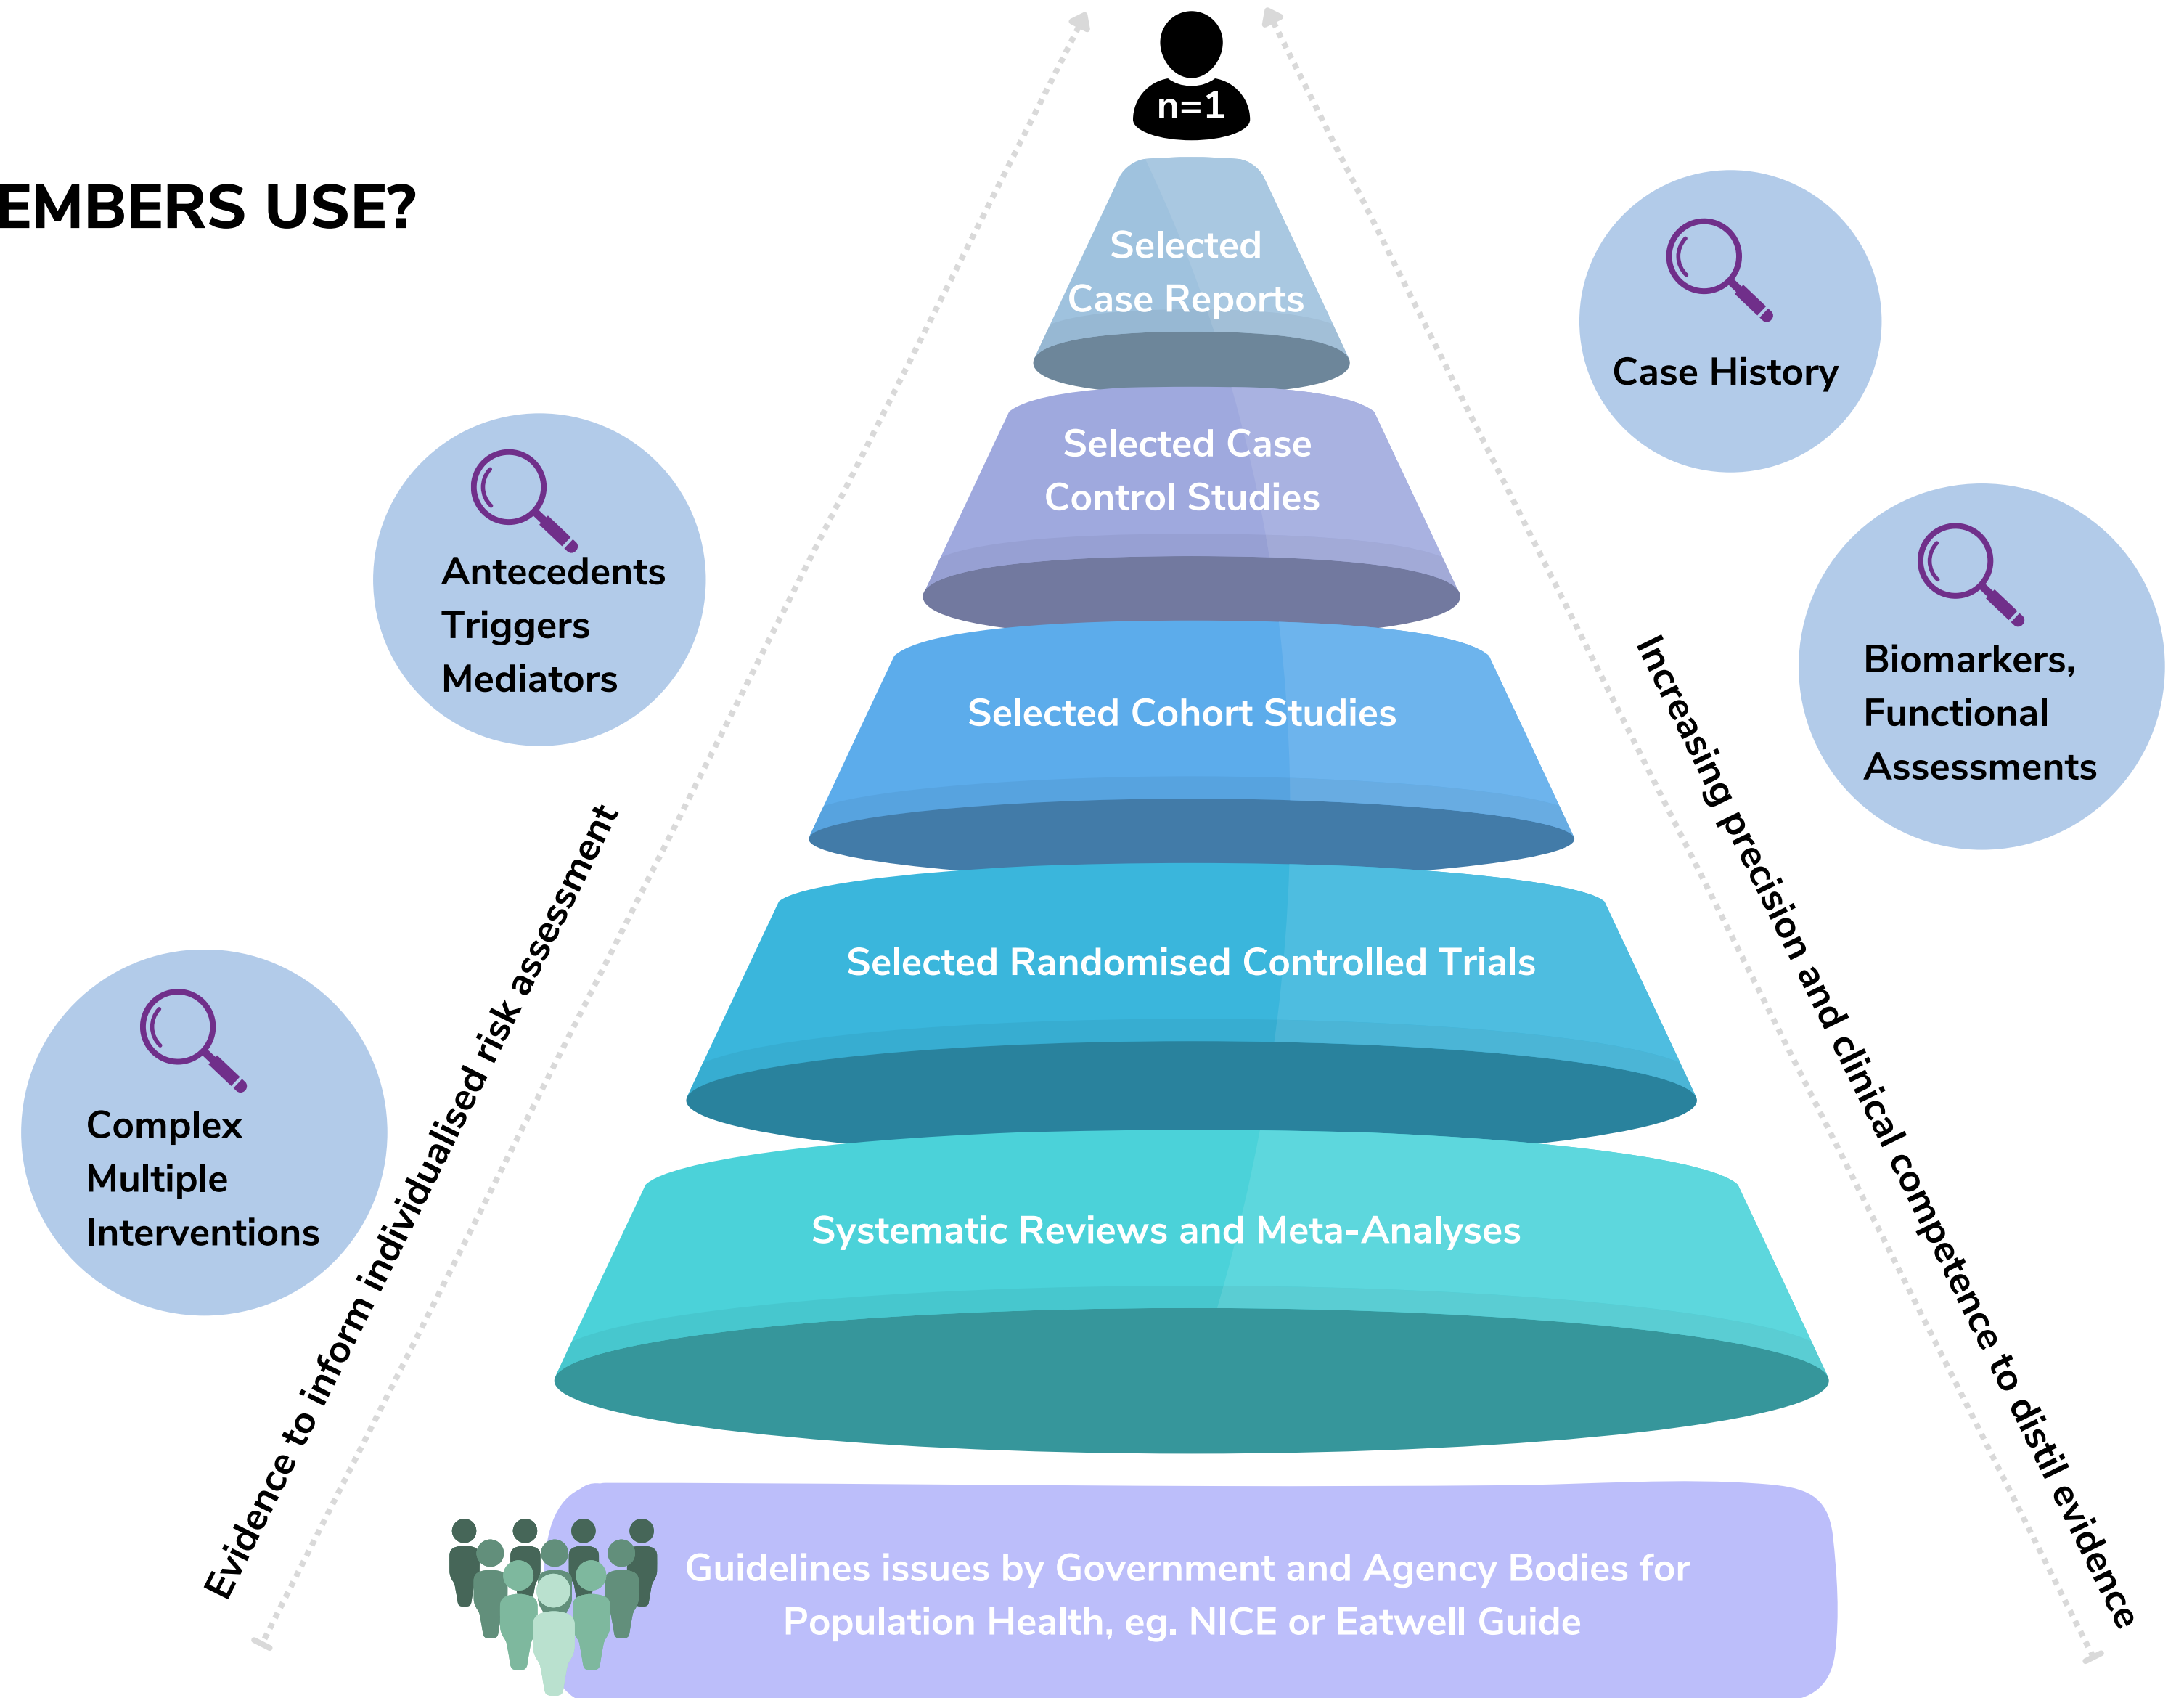 EMBERS USE?
n=1
Selected
Case Reports
Case History
Selected Case
Control Studies
Antecedents
Triggers
Mediators
Biomarkers,
Functional
Assessments
Selected Cohort Studies
Selected Randomised Controlled Trials
Complex
Multiple
Interventions
Systematic Reviews and Meta-Analyses
Evidence to inform individualised risk assessment
Increasing precision and clinical competence to distil evidence
Guidelines issues by Government and Agency Bodies for
Population Health, eg. NICE or Eatwell Guide